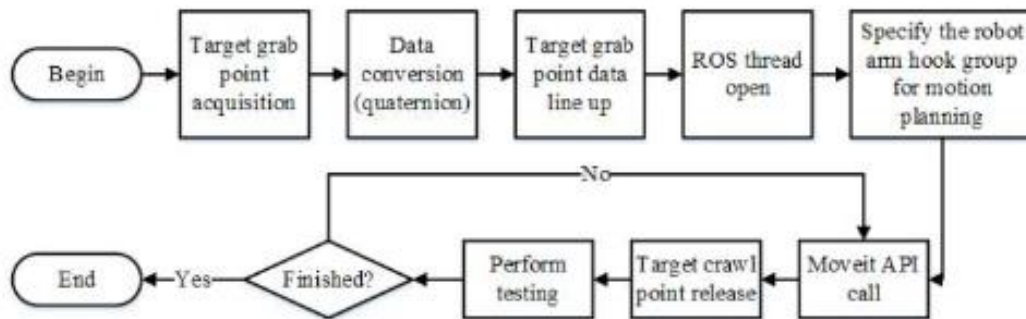 Begin
Target grab
point
acquisition
Data
conversion
(quaternion)
Target grab
point data
line up
ROS thread
open
Specify the robot
arm hook group
for motion
planning
No
End
Yes
Finished?
Perform
testing
Target crawl
point release
Moveit API
call